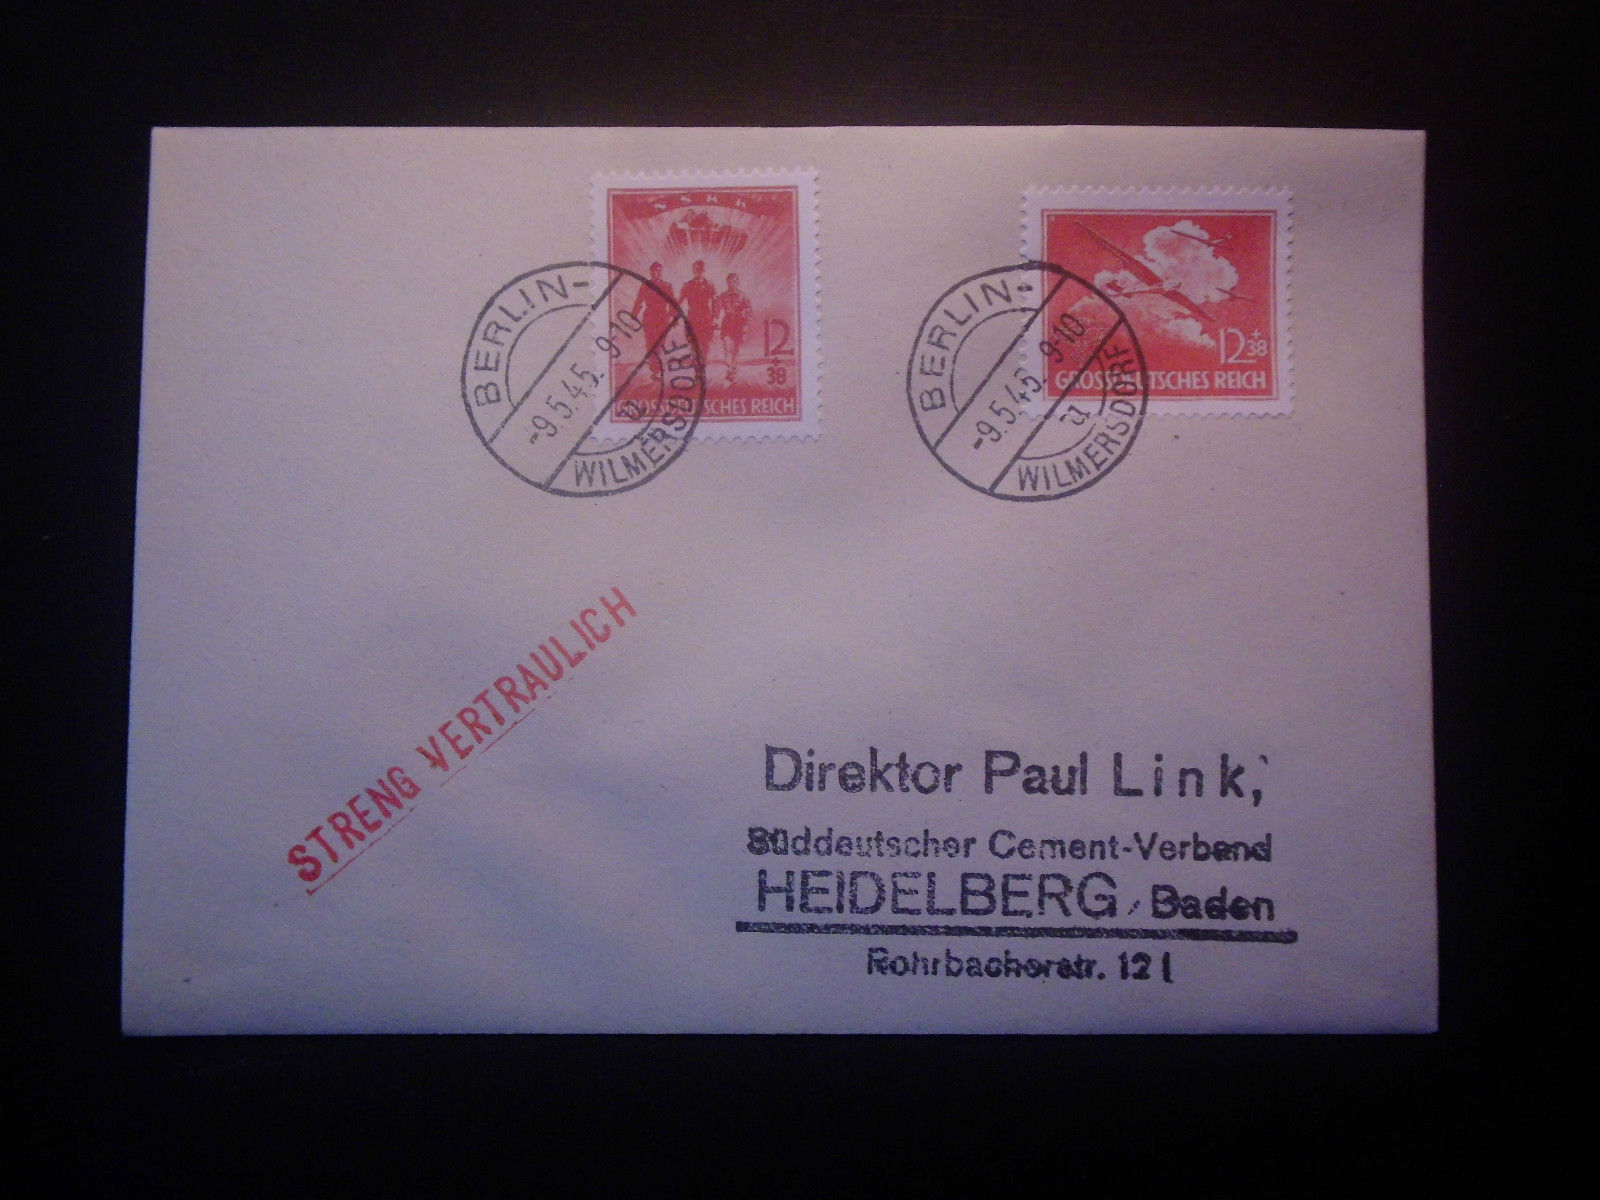 SSKK
12+38
GROSSDEUTSCHES REICH
BERLIN-
-9.5.45. 9-10
WILMERSDORF
12+38
GROSSDEUTSCHES REICH
BERLIN-
-9.5.45. 9-10
WILMERSDORF
STRENG VERTRAULICH
Direktor Paul Link,
Süddeutscher Cement-Verband
HEIDELBERG, Baden
Rohrbacherstr. 121